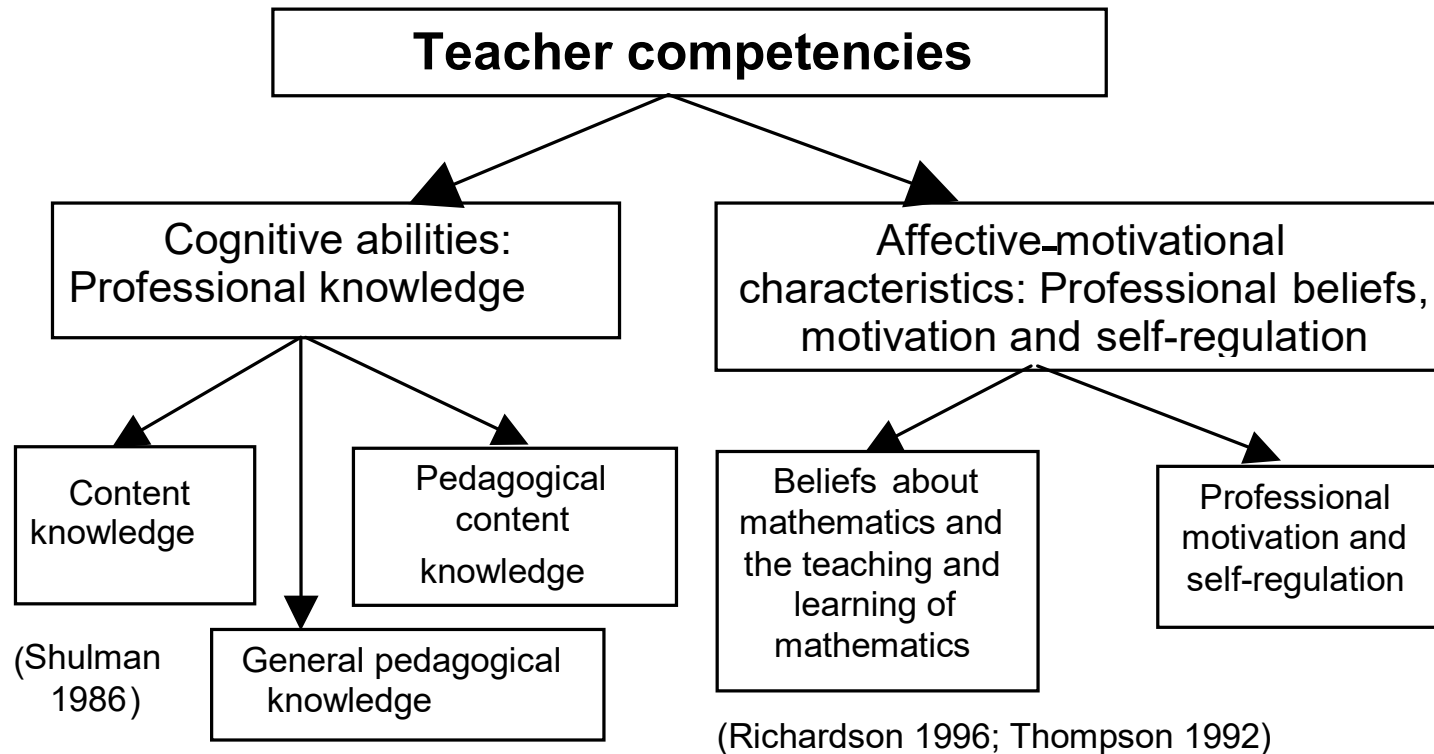 Teacher competencies
Cognitive abilities:
Professional knowledge
Affective-motivational
characteristics: Professional beliefs,
motivation and self-regulation
Content
knowledge
Pedagogical
content
knowledge
General pedagogical
knowledge
(Shulman
1986)
Beliefs about
mathematics and
the teaching and
learning of
mathematics
Professional
motivation and
self-regulation
(Richardson 1996; Thompson 1992)